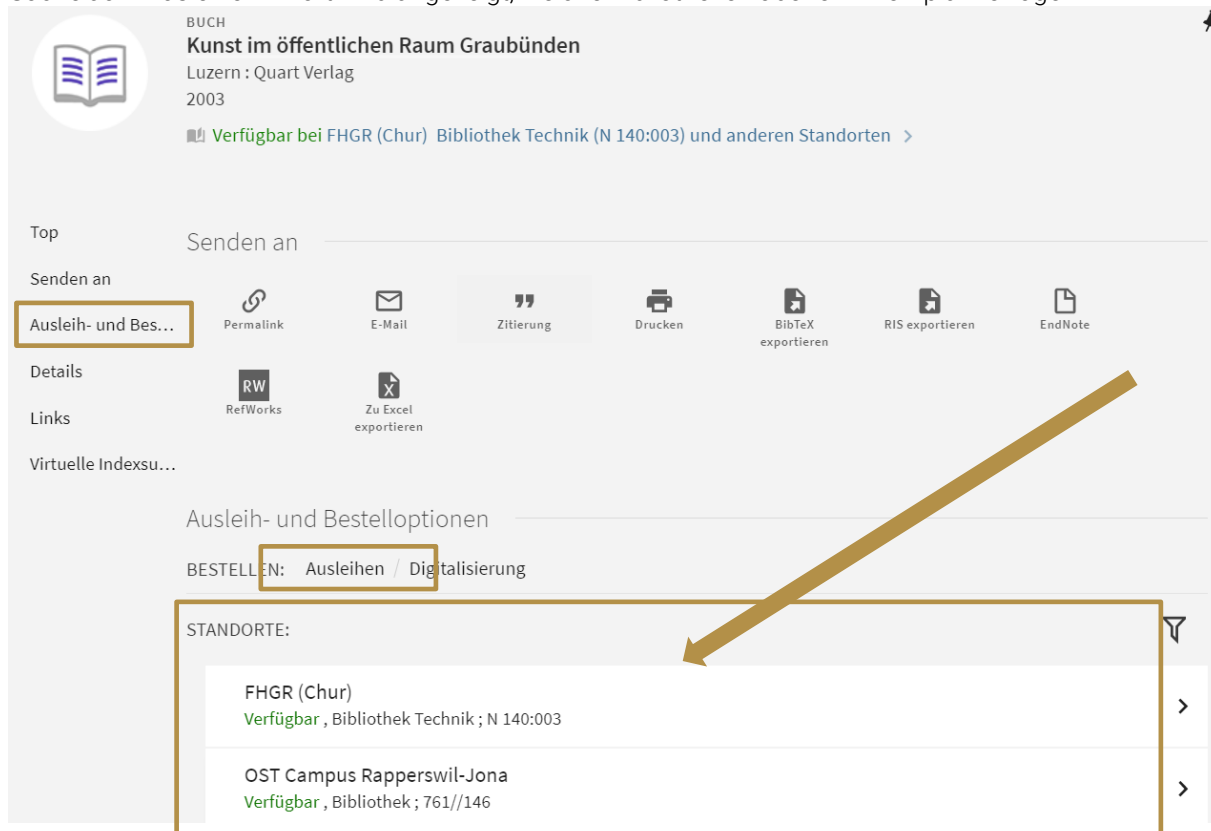 BUCH
Kunst im öffentlichen Raum Graubünden
Luzern : Quart Verlag
2003
Verfügbar bei FHGR (Chur) Bibliothek Technik (N 140:003) und anderen Standorten >
Top
Senden an
Ausleih- und Bes...
Details
Links
Virtuelle Indexsu...
Senden an
Permalink
E-Mail
Zitierung
Drucken
BibTeX
exportieren
RIS exportieren
EndNote
RW
RefWorks
X
Zu Excel
exportieren
Ausleih- und Bestelloptionen
BESTELLEN: Ausleihen / Digitalisierung
STANDORTE:
FHGR (Chur)
Verfügbar , Bibliothek Technik ; N 140:003
OST Campus Rapperswil-Jona
Verfügbar , Bibliothek ; 761//146